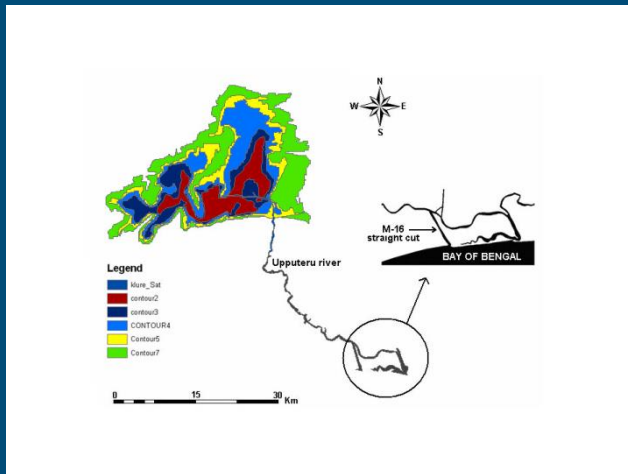 N
W E
S
M-16
straight cut
BAY OF BENGAL
Upputeru river
Legend
klure_Sat
contour2
contour3
CONTOUR4
Contour5
Contour7
0 15 30
Km